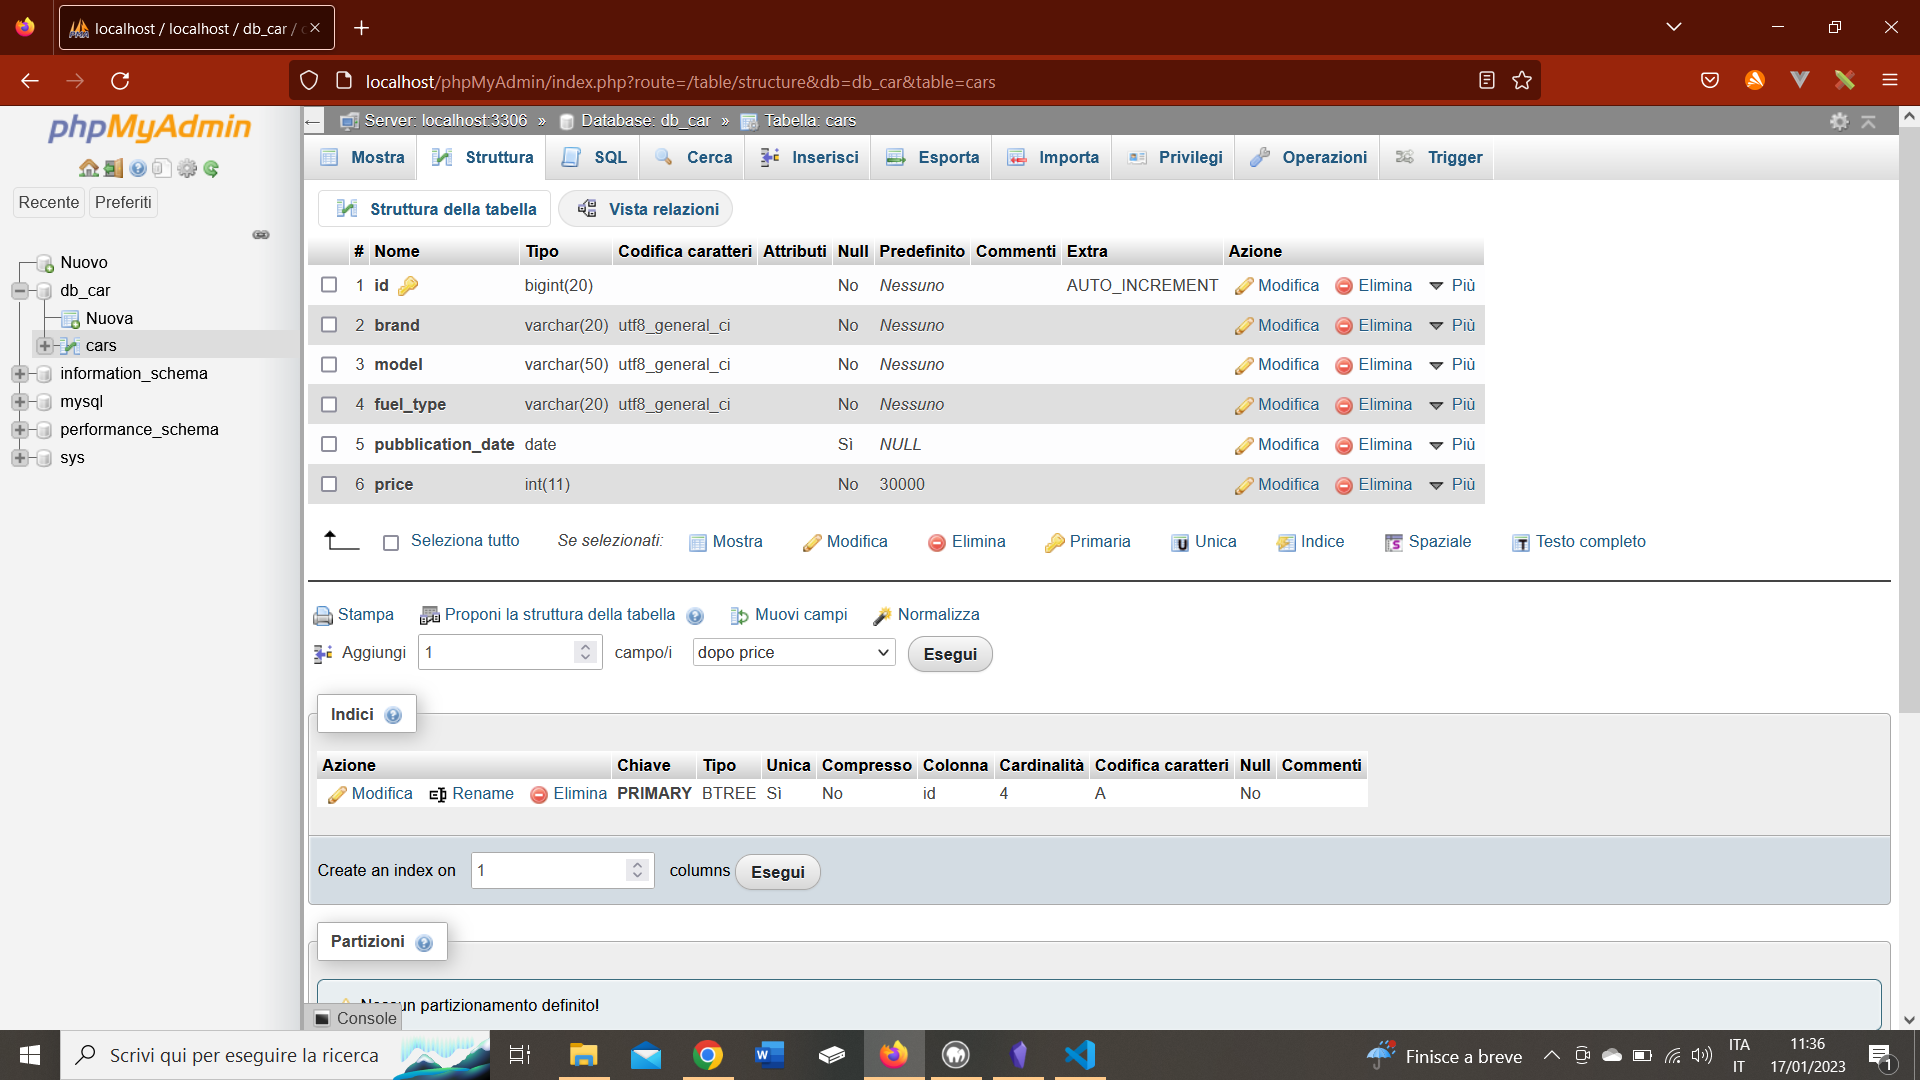 localhost / localhost / db_car / c
localhost/phpMyAdmin/index.php?route=/table/structure&db=db_car&table=cars
phpMyAdmin
Recente Preferiti
Nuovo
db_car
Nuova
cars
information_schema
mysql
performance_schema
sys
Server: localhost:3306 » Database: db_car » Tabella: cars
Mostra Struttura SQL Cerca Inserisci Esporta Importa Privilegi Operazioni Trigger
Struttura della tabella Vista relazioni
# Nome Tipo Codifica caratteri Attributi Null Predefinito Commenti Extra Azione
1 id bigint(20) No Nessuno AUTO_INCREMENT Modifica Elimina Più
2 brand varchar(20) utf8_general_ci No Nessuno Modifica Elimina Più
3 model varchar(50) utf8_general_ci No Nessuno Modifica Elimina Più
4 fuel_type varchar(20) utf8_general_ci No Nessuno Modifica Elimina Più
5 pubblication_date date Sì NULL Modifica Elimina Più
6 price int(11) No 30000 Modifica Elimina Più
Seleziona tutto Se selezionati: Mostra Modifica Elimina Primaria Unica Indice Spaziale Testo completo
Stampa Proponi la struttura della tabella Muovi campi Normalizza
Aggiungi 1 campo/i dopo price Esegui
Indici
Azione Chiave Tipo Unica Compresso Colonna Cardinalità Codifica caratteri Null Commenti
Modifica Rename Elimina PRIMARY BTREE Sì No id 4 A No
Create an index on 1 columns Esegui
Partizioni
Nessun partizionamento definito!
Console
Scrivi qui per eseguire la ricerca
Finisce a breve
ITA
IT
11:36
17/01/2023
1